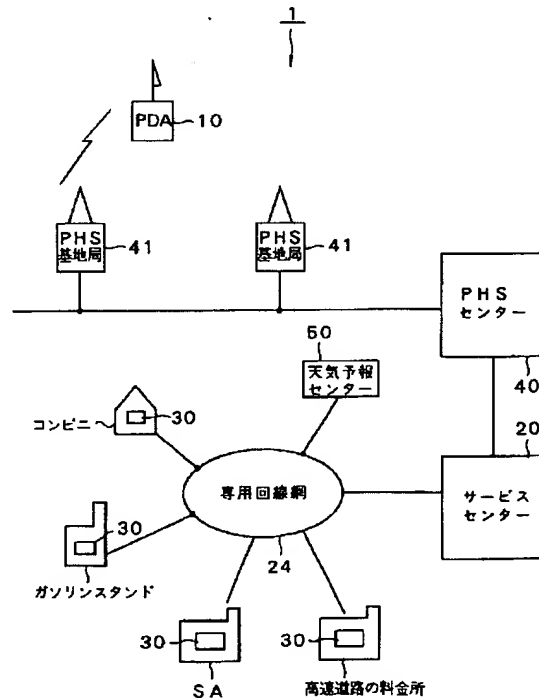 1
PDA
10
PHS
基地局
41
PHS
基地局
41
PHS
センター
40
50
天気予報
センター
コンビニ
30
20
専用回線網
24
サービス
センター
30
ガソリンスタンド
30
SA
30
高速道路の料金所